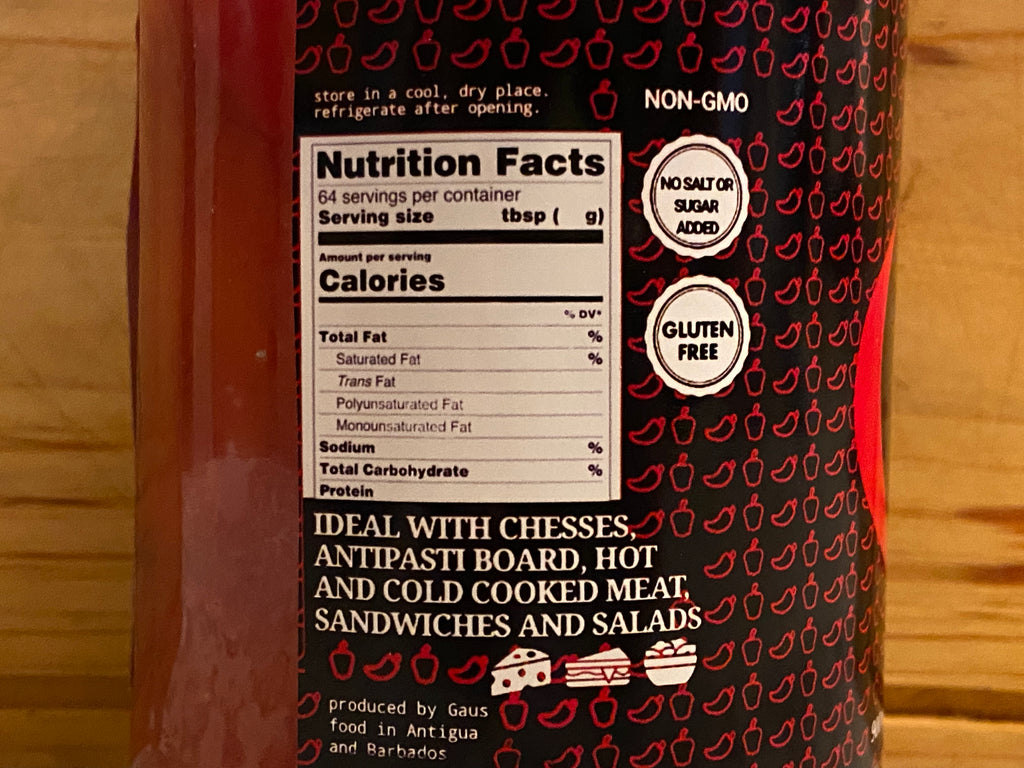 store in a cool, dry place.
refrigerate after opening.
NON-GMO
Nutrition Facts
64 servings per container
Serving size tbsp ( g)
Amount per serving
Calories
% DV*
Total Fat %
Saturated Fat %
Trans Fat
Polyunsaturated Fat
Monounsaturated Fat
Sodium %
Total Carbohydrate %
Protein
NO SALT OR
SUGAR
ADDED
GLUTEN
FREE
IDEAL WITH CHESSES,
ANTIPASTI BOARD, HOT
AND COLD COOKED MEAT,
SANDWICHES AND SALADS
produced by Gaus
food in Antigua
and Barbados